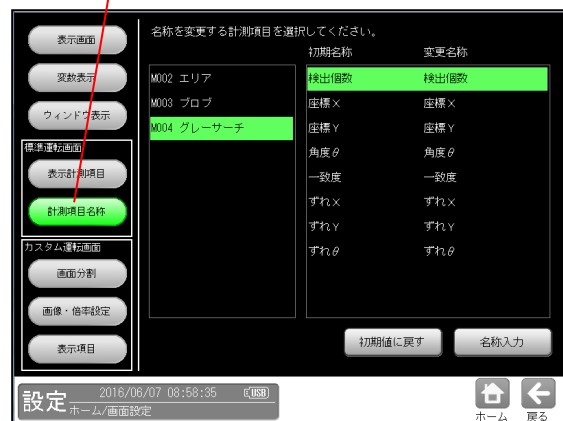 表示画面
変数表示
ウィンドウ表示
標準運転画面
表示計測項目
計測項目名称
カスタム運転画面
画面分割
画像・倍率設定
表示項目
名称を変更する計測項目を選択してください。
初期名称 変更名称
M002 エリア
M003 ブロブ
M004 グレーサーチ
検出個数 検出個数
座標X 座標X
座標Y 座標Y
角度θ 角度θ
一致度 一致度
ずれX ずれX
ずれY ずれY
ずれθ ずれθ
初期値に戻す 名称入力
設定 2016/06/07 08:58:35 USB
ホーム/画面設定
ホーム 戻る